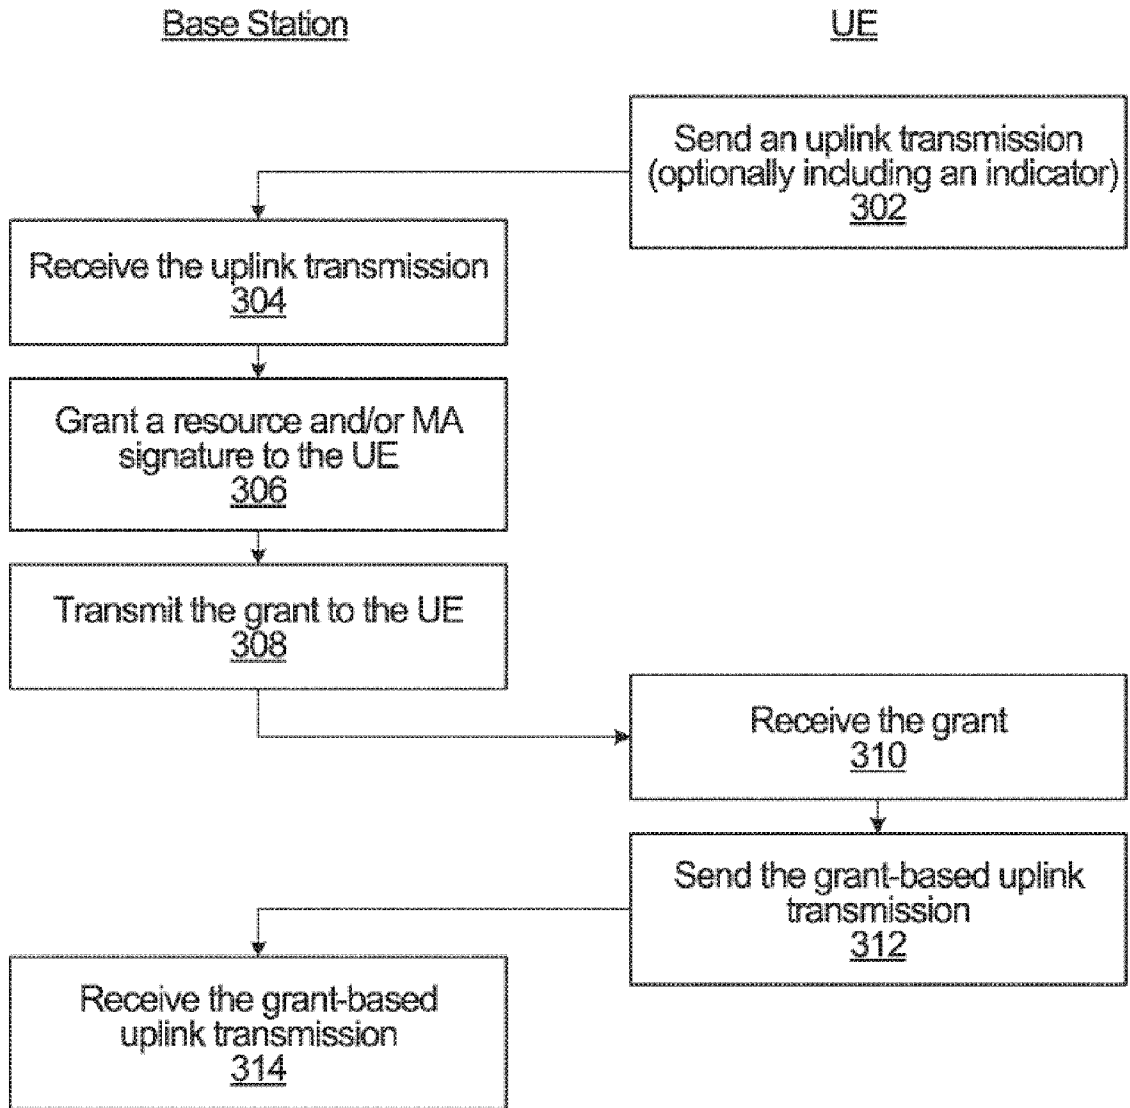 Base Station
UE
Send an uplink transmission
(optionally including an indicator)
302
Receive the uplink transmission
304
Grant a resource and/or MA
signature to the UE
306
Transmit the grant to the UE
308
Receive the grant
310
Send the grant-based uplink
transmission
312
Receive the grant-based
uplink transmission
314